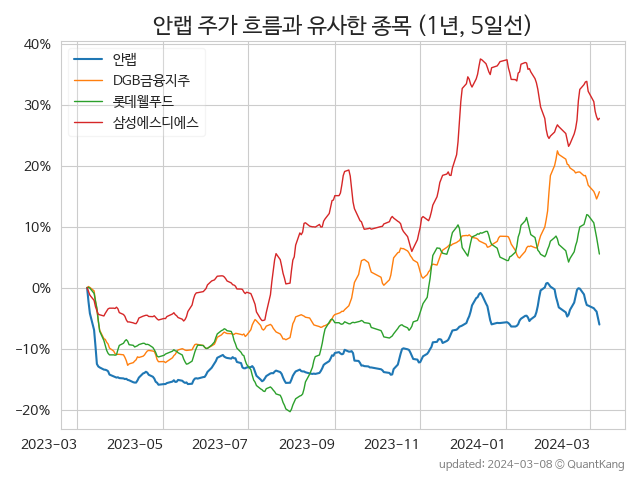 안랩 주가 흐름과 유사한 종목 (1년, 5일선)
40%
30%
20%
10%
0%
−10%
−20%
안랩
DGB금융지주
롯데웰푸드
삼성에스디에스
2023−03 2023−05 2023−07 2023−09 2023−11 2024−01 2024−03
updated: 2024-03-08 © QuantKang